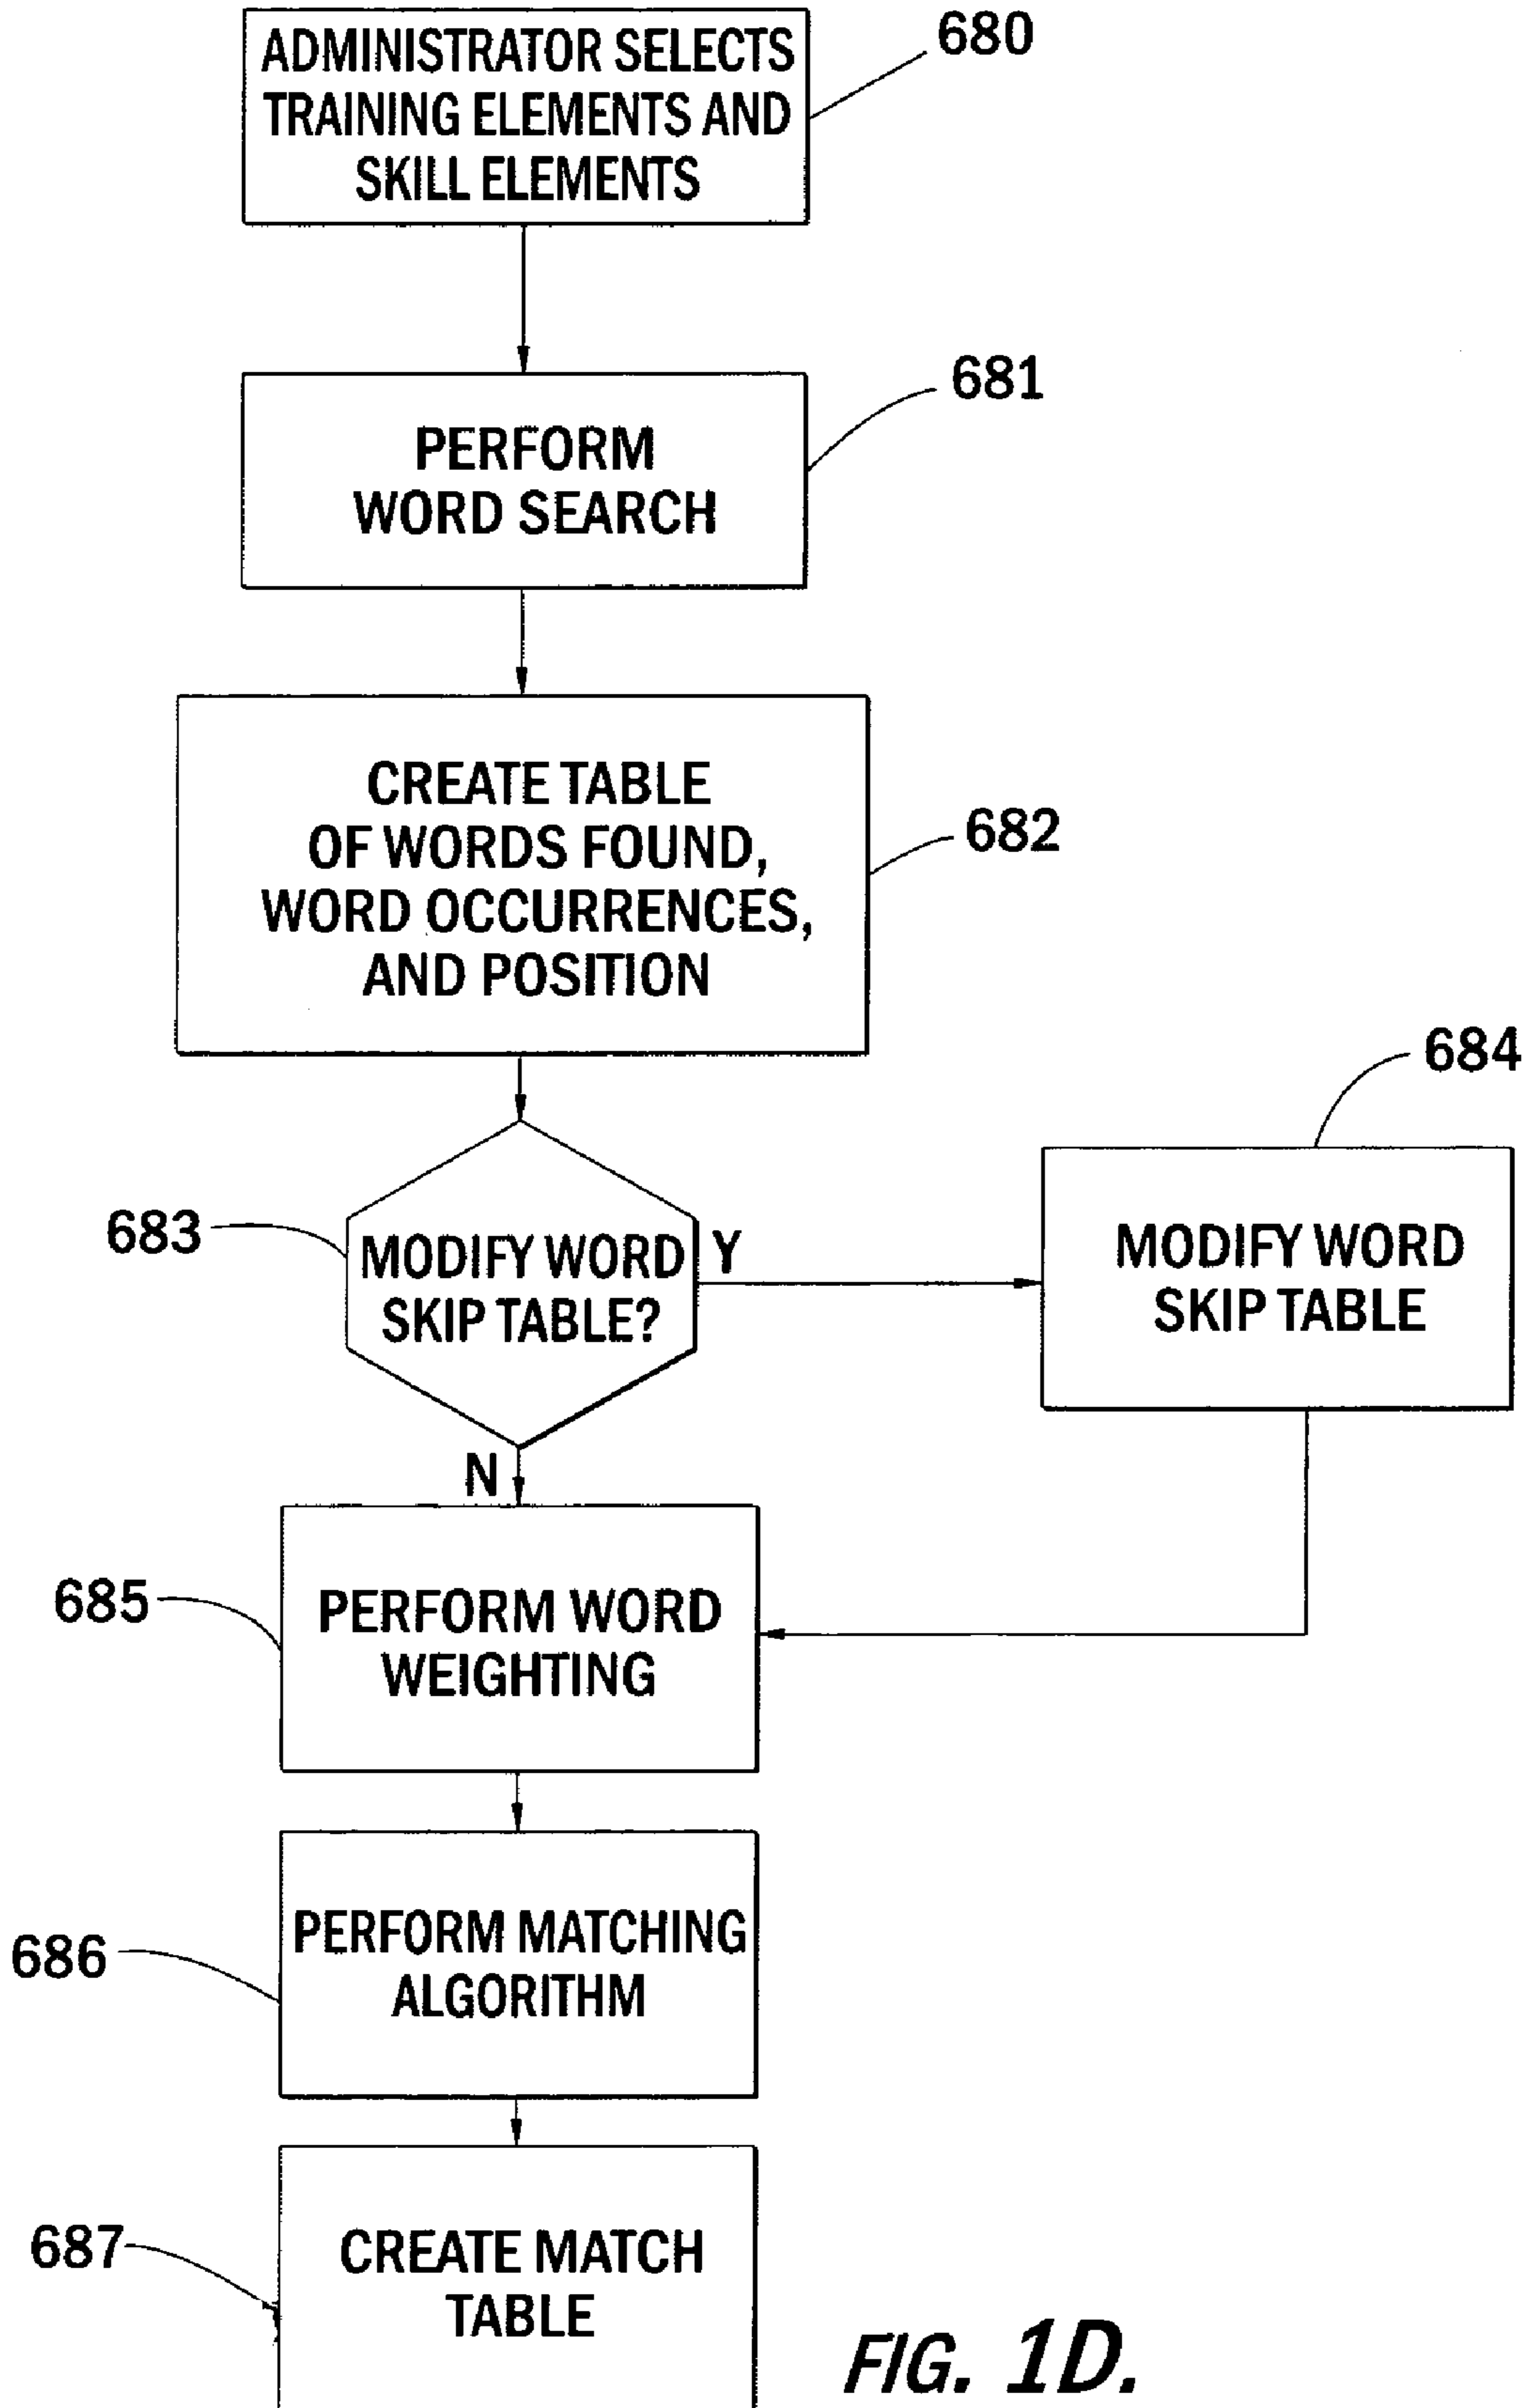 ADMINISTRATOR SELECTS
TRAINING ELEMENTS AND
SKILL ELEMENTS
680
PERFORM
WORD SEARCH
681
CREATE TABLE
OF WORDS FOUND,
WORD OCCURRENCES,
AND POSITION
682
683
MODIFY WORD
SKIP TABLE?
Y
N
684
MODIFY WORD
SKIP TABLE
685
PERFORM WORD
WEIGHTING
686
PERFORM MATCHING
ALGORITHM
687
CREATE MATCH
TABLE
FIG. 1D.